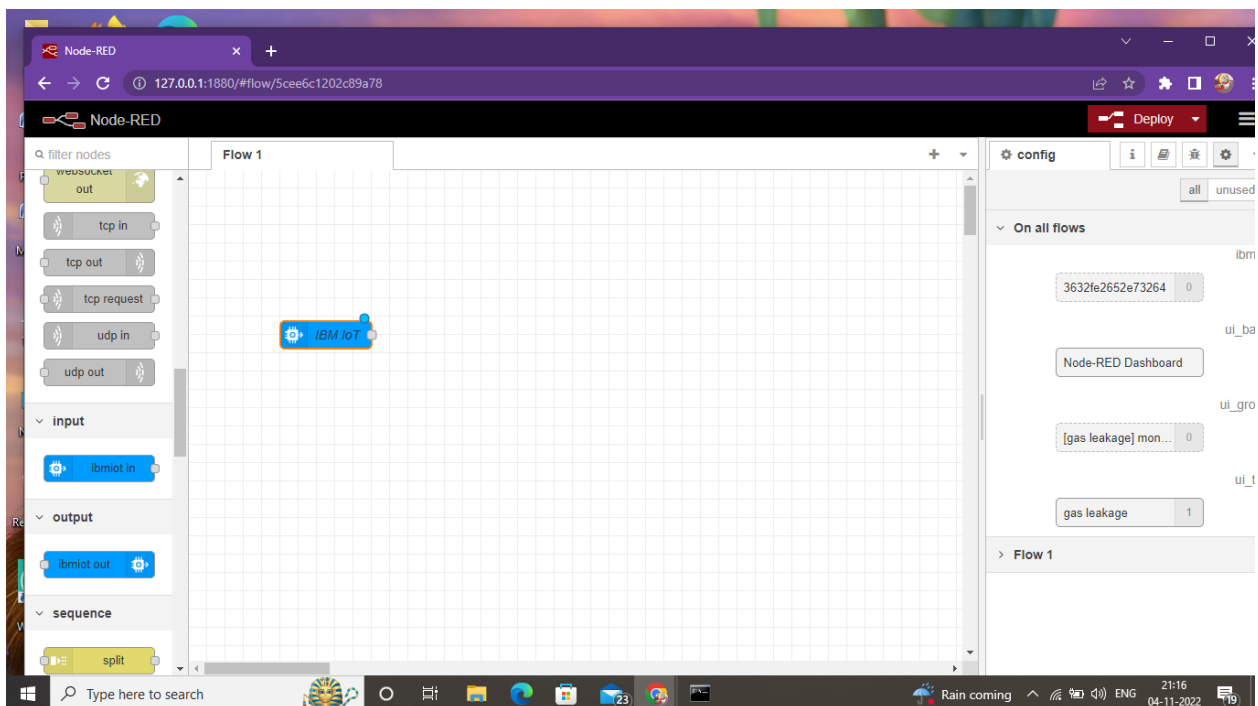 Node-RED
127.0.0.1:1880/#flow/5cee6c1202c89a78
Node-RED
Deploy
filter nodes
Flow 1
config
all unused
websocket
out
tcp in
tcp out
tcp request
udp in
udp out
input
ibmiot in
output
ibmiot out
sequence
split
IBM IoT
On all flows
ibm
3632fe2652e73264 0
ui_ba
Node-RED Dashboard
ui_gro
[gas leakage] mon... 0
ui_t
gas leakage 1
Flow 1
Type here to search
23
Rain coming
ENG
21:16
04-11-2022
19